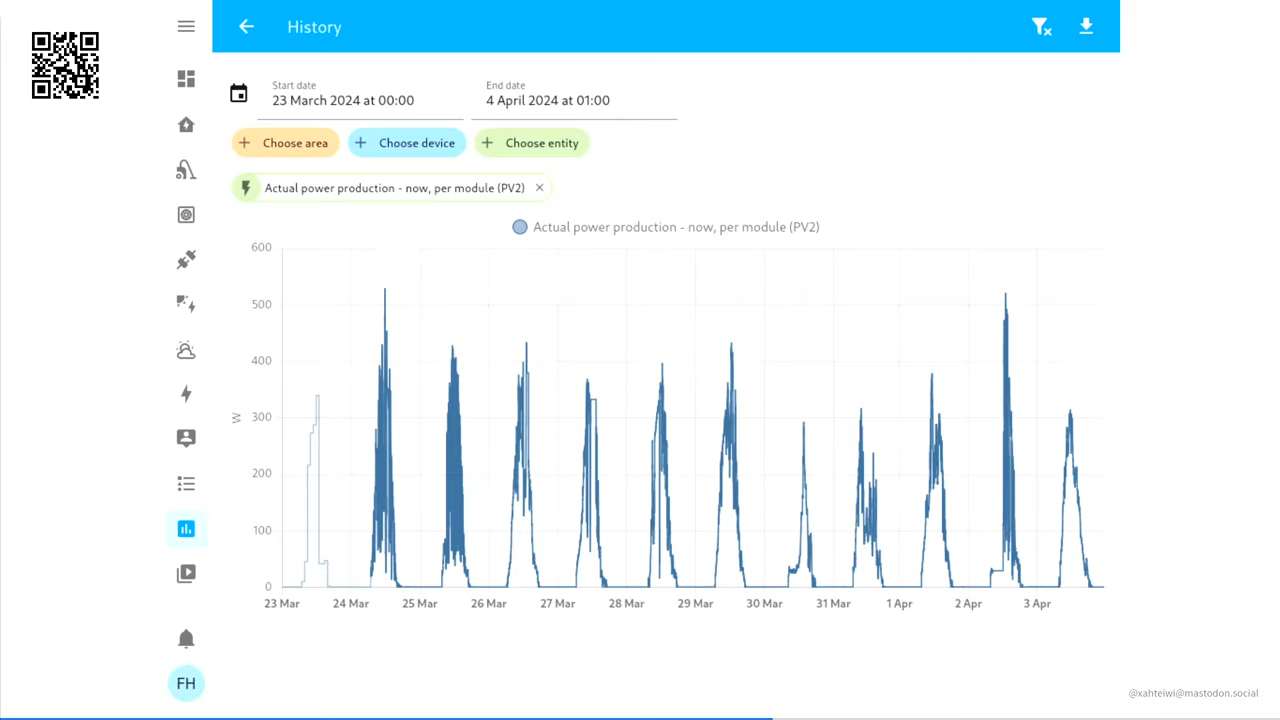 History
Start date
End date
23 March 2024 at 00:00
4 April 2024 at 01:00
Choose area
Choose device
Choose entity
Actual power production - now, per module (PV2)
Actual power production - now, per module (PV2)
600
500
400
300
200
100
0
W
23 Mar
24 Mar
25 Mar
26 Mar
27 Mar
28 Mar
29 Mar
30 Mar
31 Mar
1 Apr
2 Apr
3 Apr
FH
@xahteiwi@mastodon.social